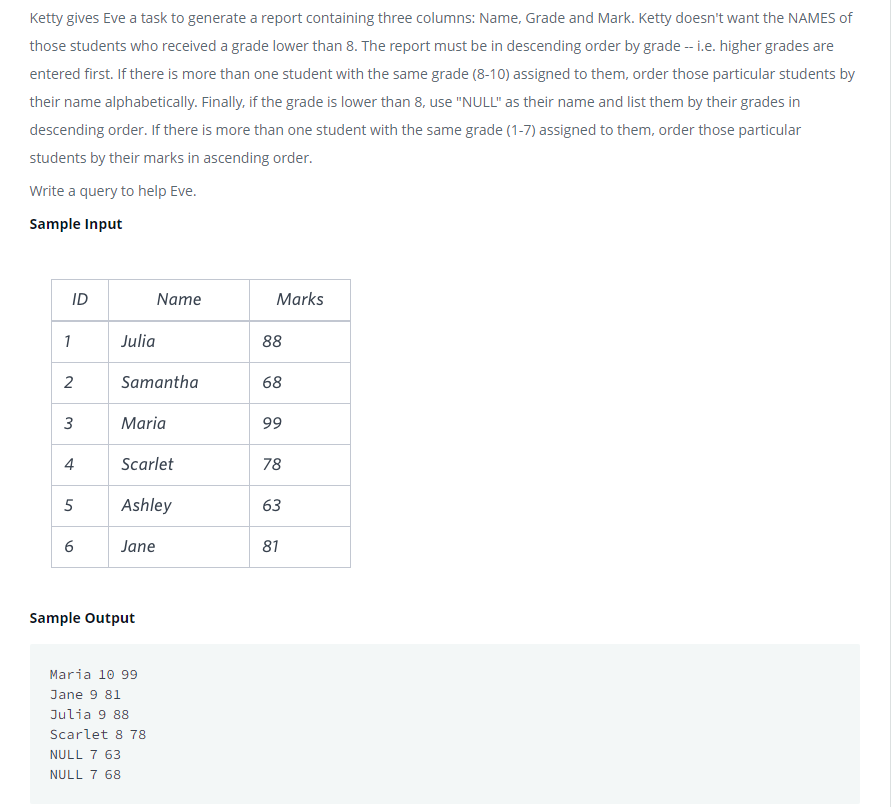 Ketty gives Eve a task to generate a report containing three columns: Name, Grade and Mark. Ketty doesn't want the NAMES of
those students who received a grade lower than 8. The report must be in descending order by grade -- i.e. higher grades are
entered first. If there is more than one student with the same grade (8-10) assigned to them, order those particular students by
their name alphabetically. Finally, if the grade is lower than 8, use "NULL" as their name and list them by their grades in
descending order. If there is more than one student with the same grade (1-7) assigned to them, order those particular
students by their marks in ascending order.
Write a query to help Eve.
Sample Input
ID Name Marks
1 Julia 88
2 Samantha 68
3 Maria 99
4 Scarlet 78
5 Ashley 63
6 Jane 81
Sample Output
Maria 10 99
Jane 9 81
Julia 9 88
Scarlet 8 78
NULL 7 63
NULL 7 68